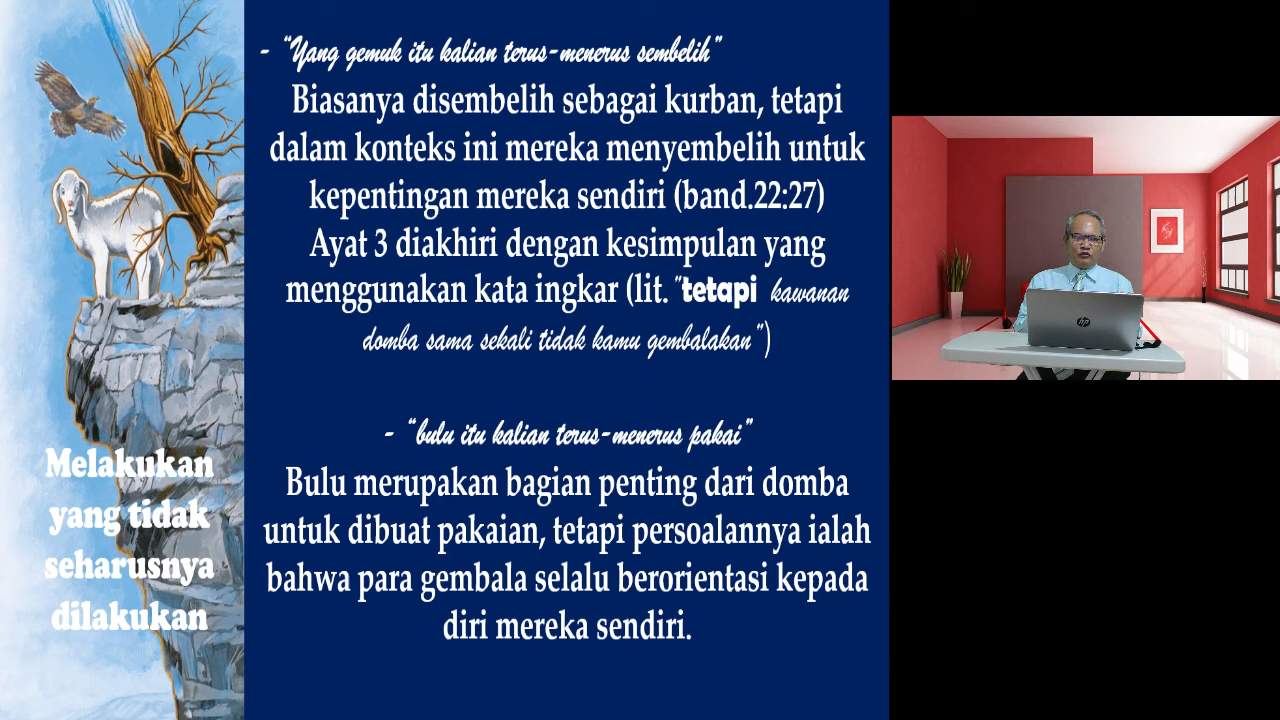 - “Yang gemuk itu kalian terus-menerus sembelih”
Biasanya disembelih sebagai kurban, tetapi
dalam konteks ini mereka menyembelih untuk
kepentingan mereka sendiri (band.22:27)
Ayat 3 diakhiri dengan kesimpulan yang
menggunakan kata ingkar (lit. "tetapi kawanan
domba sama sekali tidak kamu gembalakan")
- “bulu itu kalian terus-menerus pakai”
Bulu merupakan bagian penting dari domba
untuk dibuat pakaian, tetapi persoalannya ialah
bahwa para gembala selalu berorientasi kepada
diri mereka sendiri.
Melakukan
yang tidak
seharusnya
dilakukan
hp